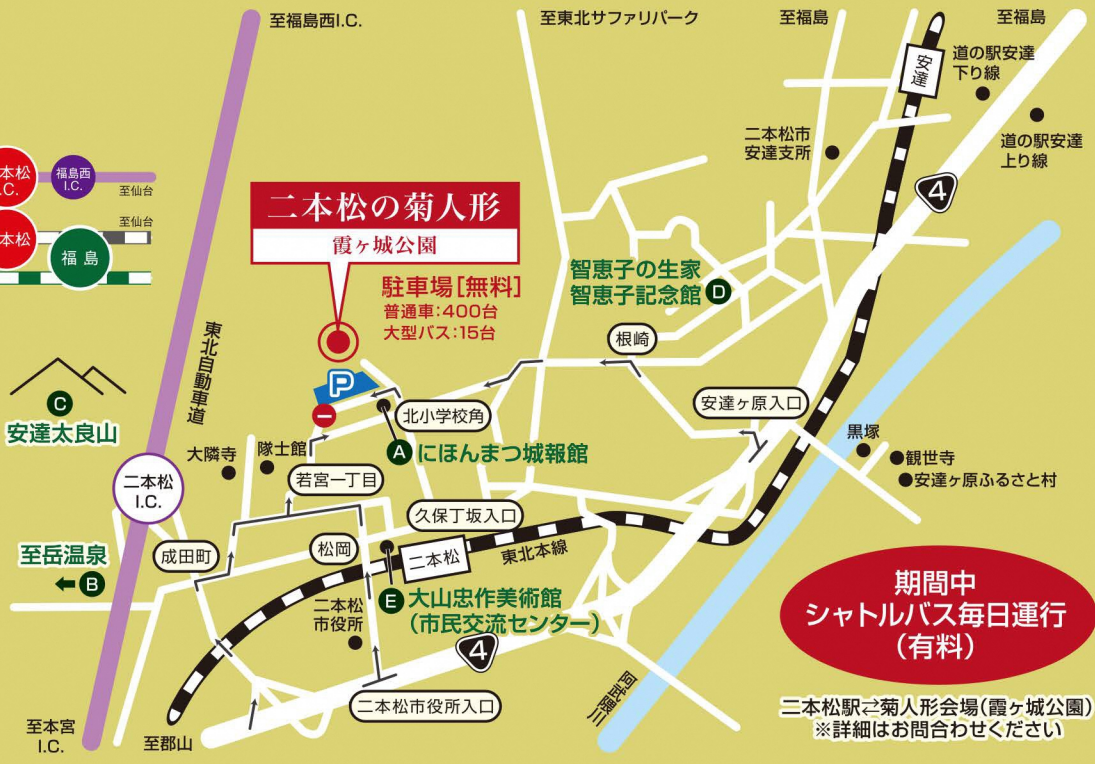 至福島西I.C.
至東北サファリパーク
至福島
至福島
安達
道の駅安達
下り線
道の駅安達
上り線
二本松市
安達支所
本松
I.C.
福島西
I.C.
至仙台
至仙台
本松
福島
二本松の菊人形
霞ヶ城公園
駐車場[無料]
普通車:400台
大型バス:15台
4
智恵子の生家
智恵子記念館 D
根崎
東北自動車道
P
北小学校角
安達ヶ原入口
C
安達太良山
A にほんまつ城報館
黒塚
観世寺
安達ヶ原ふるさと村
大隣寺
隊士館
若宮一丁目
二本松
I.C.
久保丁坂入口
成田町
松岡
二本松
東北本線
至岳温泉
← B
E 大山忠作美術館
(市民交流センター)
二本松
市役所
4
二本松市役所入口
阿武隈川
期間中
シャトルバス毎日運行
(有料)
二本松駅⇄菊人形会場(霞ヶ城公園)
※詳細はお問合わせください
至本宮
I.C.
至郡山